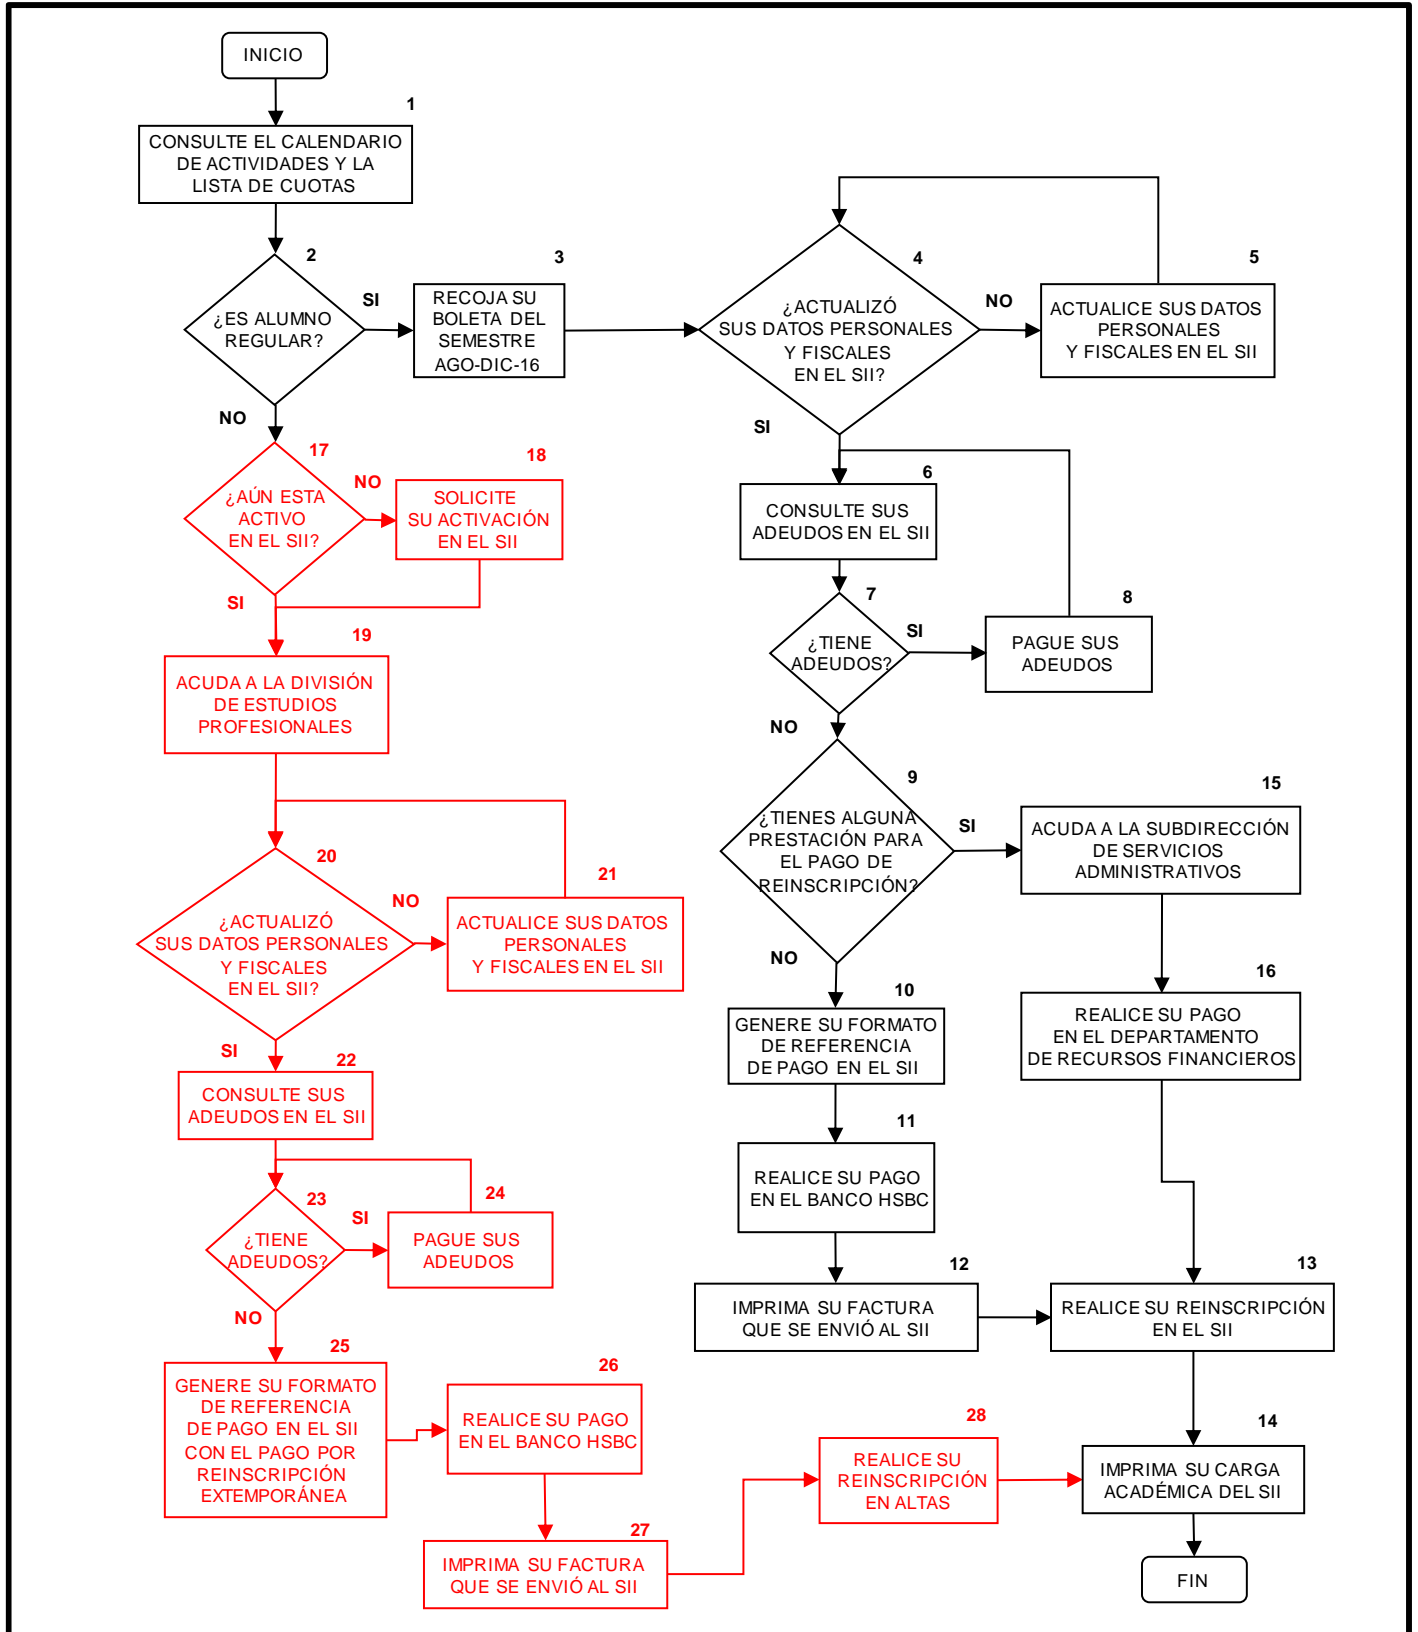 INICIO
1
CONSULTE EL CALENDARIO
DE ACTIVIDADES Y LA
LISTA DE CUOTAS
2
¿ES ALUMNO
REGULAR?
SI
NO
3
RECOJA SU
BOLETA DEL
SEMESTRE
AGO-DIC-16
4
¿ACTUALIZÓ
SUS DATOS PERSONALES
Y FISCALES
EN EL SII?
NO
SI
5
ACTUALICE SUS DATOS
PERSONALES
Y FISCALES EN EL SII
6
CONSULTE SUS
ADEUDOS EN EL SII
7
¿TIENE
ADEUDOS?
SI
NO
8
PAGUE SUS
ADEUDOS
9
¿TIENES ALGUNA
PRESTACIÓN PARA
EL PAGO DE
REINSCRIPCIÓN?
SI
NO
10
GENERE SU FORMATO
DE REFERENCIA
DE PAGO EN EL SII
11
REALICE SU PAGO
EN EL BANCO HSBC
12
IMPRIMA SU FACTURA
QUE SE ENVIÓ AL SII
13
REALICE SU REINSCRIPCIÓN
EN EL SII
14
IMPRIMA SU CARGA
ACADÉMICA DEL SII
FIN
15
ACUDA A LA SUBDIRECCIÓN
DE SERVICIOS
ADMINISTRATIVOS
16
REALICE SU PAGO
EN EL DEPARTAMENTO
DE RECURSOS FINANCIEROS
17
¿AÚN ESTA
ACTIVO
EN EL SII?
NO
SI
18
SOLICITE
SU ACTIVACIÓN
EN EL SII
19
ACUDA A LA DIVISIÓN
DE ESTUDIOS
PROFESIONALES
20
¿ACTUALIZÓ
SUS DATOS PERSONALES
Y FISCALES
EN EL SII?
NO
SI
21
ACTUALICE SUS DATOS
PERSONALES
Y FISCALES EN EL SII
22
CONSULTE SUS
ADEUDOS EN EL SII
23
¿TIENE
ADEUDOS?
SI
NO
24
PAGUE SUS
ADEUDOS
25
GENERE SU FORMATO
DE REFERENCIA
DE PAGO EN EL SII
CON EL PAGO POR
REINSCRIPCIÓN
EXTEMPORÁNEA
26
REALICE SU PAGO
EN EL BANCO HSBC
27
IMPRIMA SU FACTURA
QUE SE ENVIÓ AL SII
28
REALICE SU
REINSCRIPCIÓN
EN ALTAS